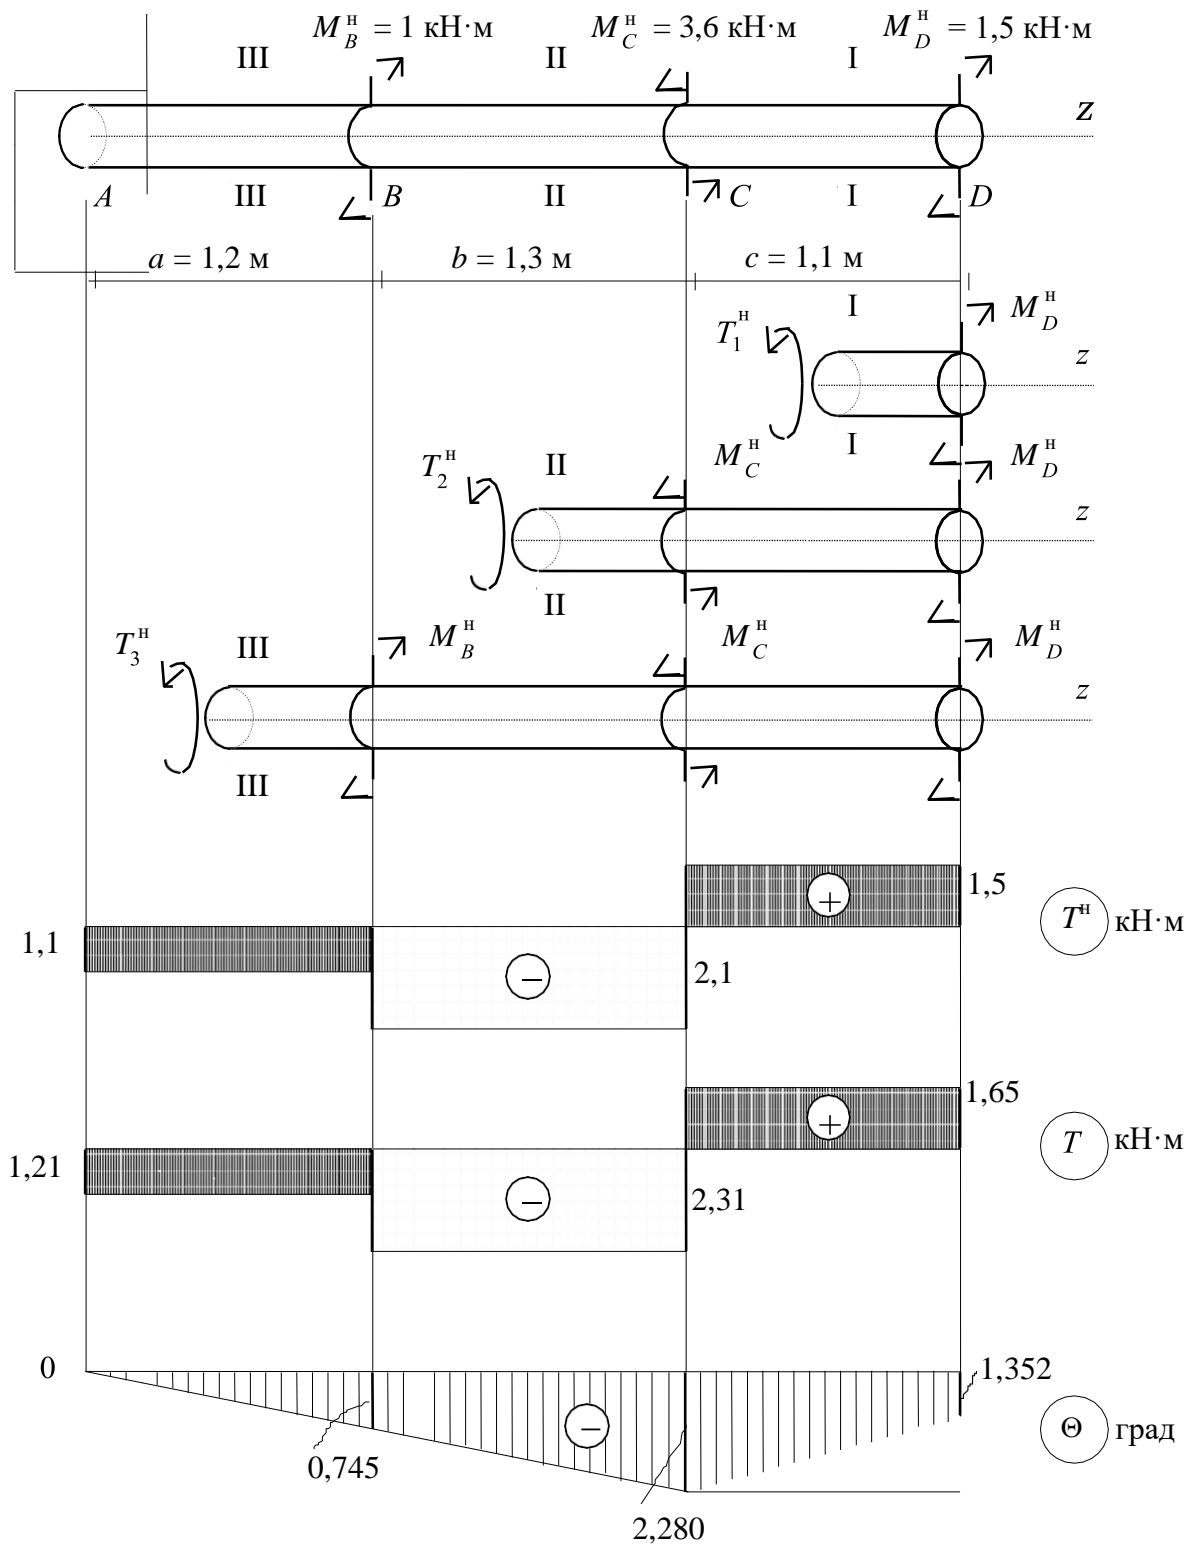 M_B^н = 1 кН·м M_C^н = 3,6 кН·м M_D^н = 1,5 кН·м
III II I
z
A III B II C I D
a = 1,2 м b = 1,3 м c = 1,1 м
T_1^н I M_D^н
z
I
T_2^н II M_C^н M_D^н
z
II
T_3^н III M_B^н M_C^н M_D^н
z
III
1,5
T^н кН·м
+
1,1
2,1
−
1,65
T кН·м
+
1,21
2,31
−
0
1,352
Θ град
−
0,745
2,280